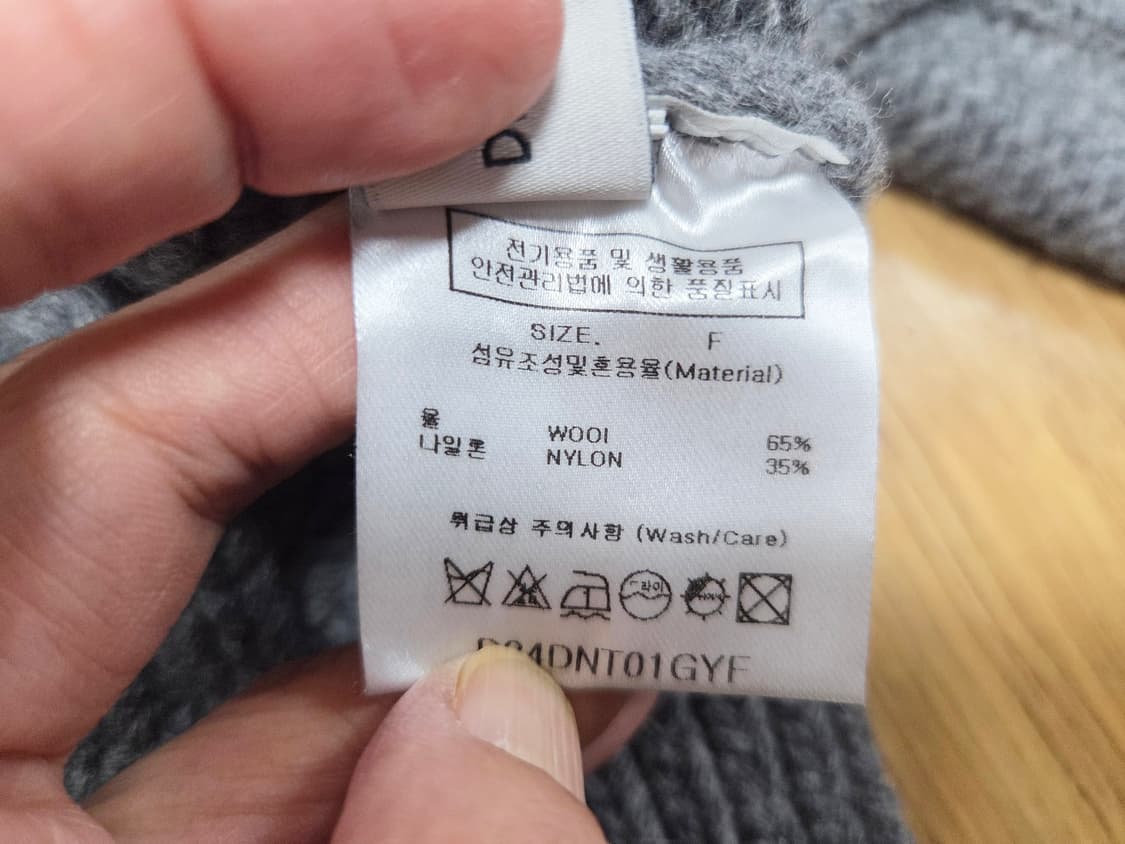 D
전기용품 및 생활용품
안전관리법에 의한 품질표시
SIZE. F
섬유조성및혼용율(Material)
울 WOOl 65%
나일론 NYLON 35%
취급상 주의사항 (Wash/Care)
드라이
4DNT01GYF